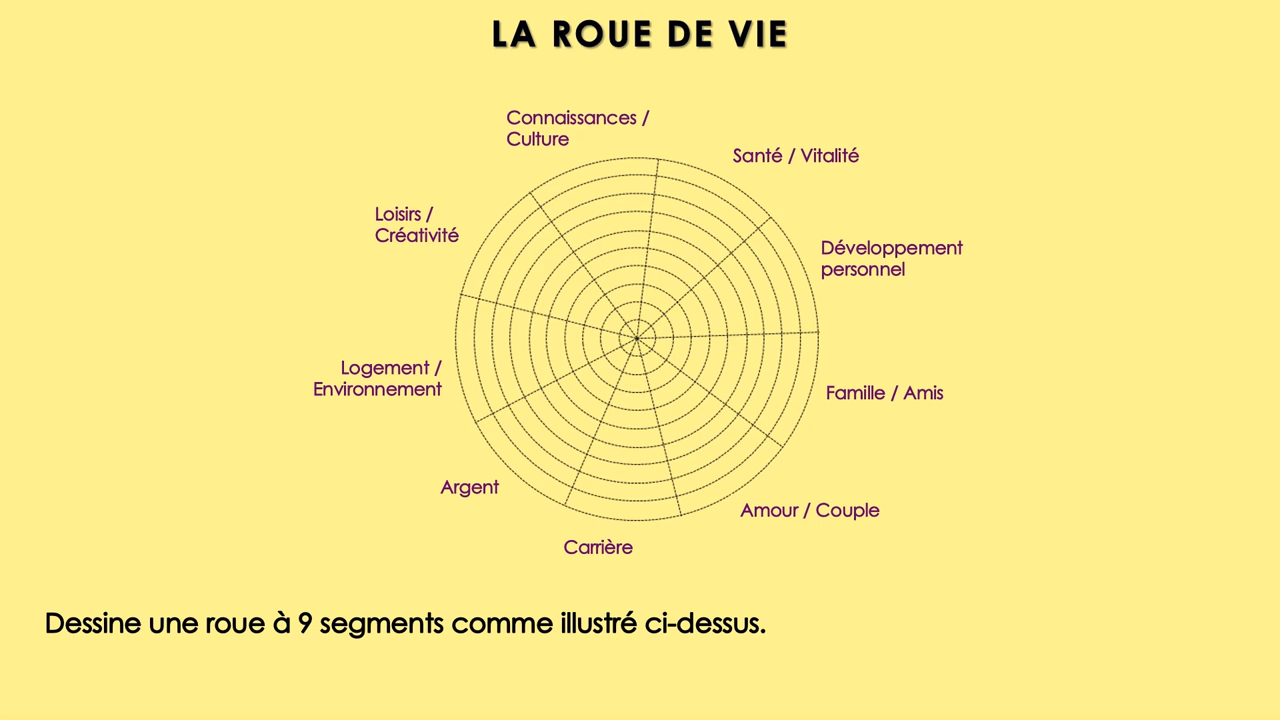 LA ROUE DE VIE
Connaissances /
Culture
Santé / Vitalité
Loisirs /
Créativité
Développement
personnel
Logement /
Environnement
Famille / Amis
Argent
Amour / Couple
Carrière
Dessine une roue à 9 segments comme illustré ci-dessus.